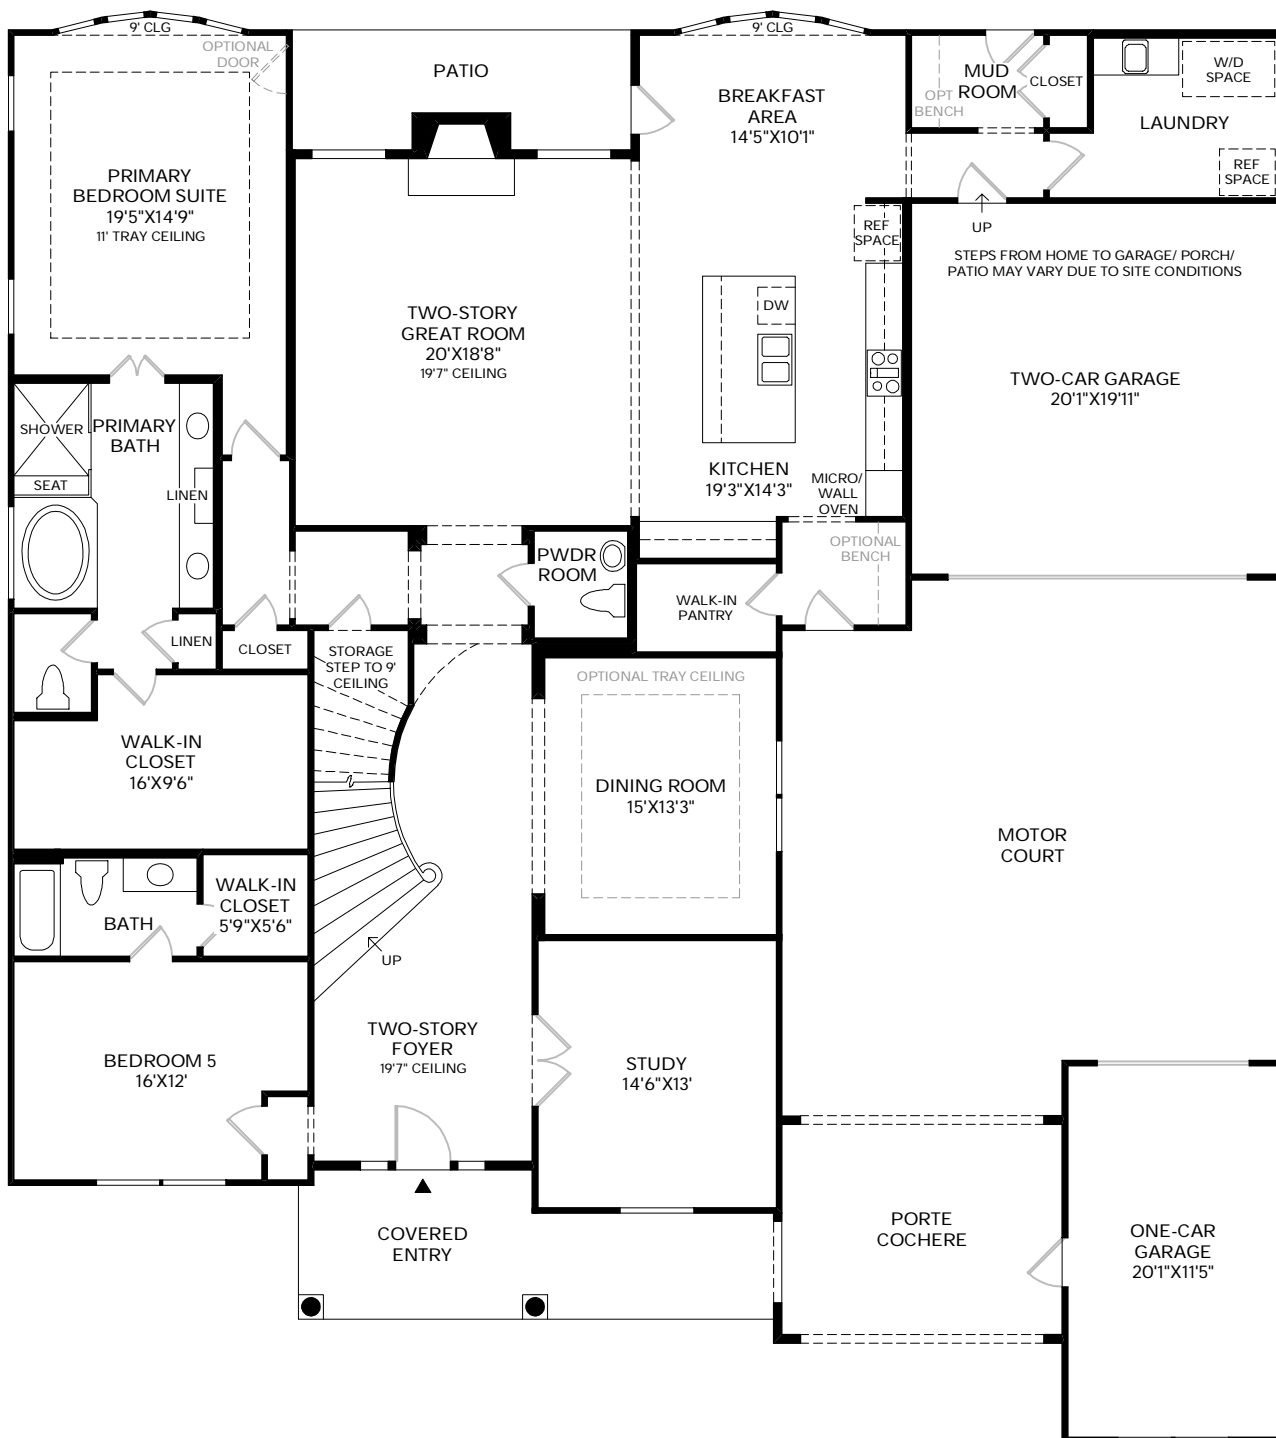 9' CLG
OPTIONAL
DOOR
PATIO
9' CLG
BREAKFAST
AREA
14'5"X10'1"
MUD
ROOM
OPT
BENCH
CLOSET
W/D
SPACE
LAUNDRY
REF
SPACE
PRIMARY
BEDROOM SUITE
19'5"X14'9"
11' TRAY CEILING
REF
SPACE
UP
STEPS FROM HOME TO GARAGE/ PORCH/
PATIO MAY VARY DUE TO SITE CONDITIONS
TWO-STORY
GREAT ROOM
20'X18'8"
19'7" CEILING
DW
TWO-CAR GARAGE
20'1"X19'11"
SHOWER
PRIMARY
BATH
SEAT
LINEN
KITCHEN
19'3"X14'3"
MICRO/
WALL
OVEN
PWDR
ROOM
OPTIONAL
BENCH
WALK-IN
PANTRY
LINEN
CLOSET
STORAGE
STEP TO 9'
CEILING
OPTIONAL TRAY CEILING
WALK-IN
CLOSET
16'X9'6"
DINING ROOM
15'X13'3"
MOTOR
COURT
WALK-IN
CLOSET
5'9"X5'6"
BATH
UP
TWO-STORY
FOYER
19'7" CEILING
BEDROOM 5
16'X12'
STUDY
14'6"X13'
COVERED
ENTRY
PORTE
COCHERE
ONE-CAR
GARAGE
20'1"X11'5"